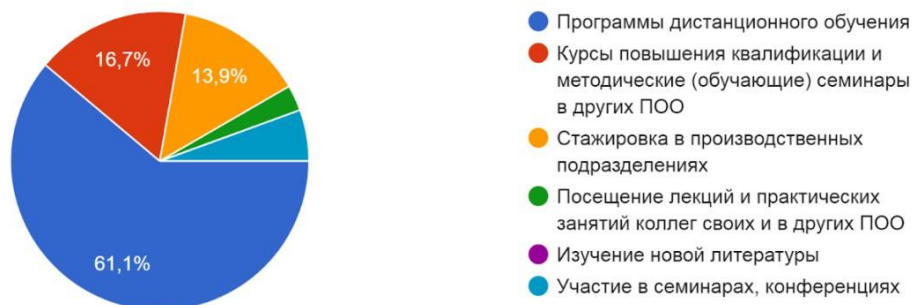 16,7%
13,9%
61,1%
Программы дистанционного обучения
Курсы повышения квалификации и
методические (обучающие) семинары
в других ПОО
Стажировка в производственных
подразделениях
Посещение лекций и практических
занятий коллег своих и в других ПОО
Изучение новой литературы
Участие в семинарах, конференциях